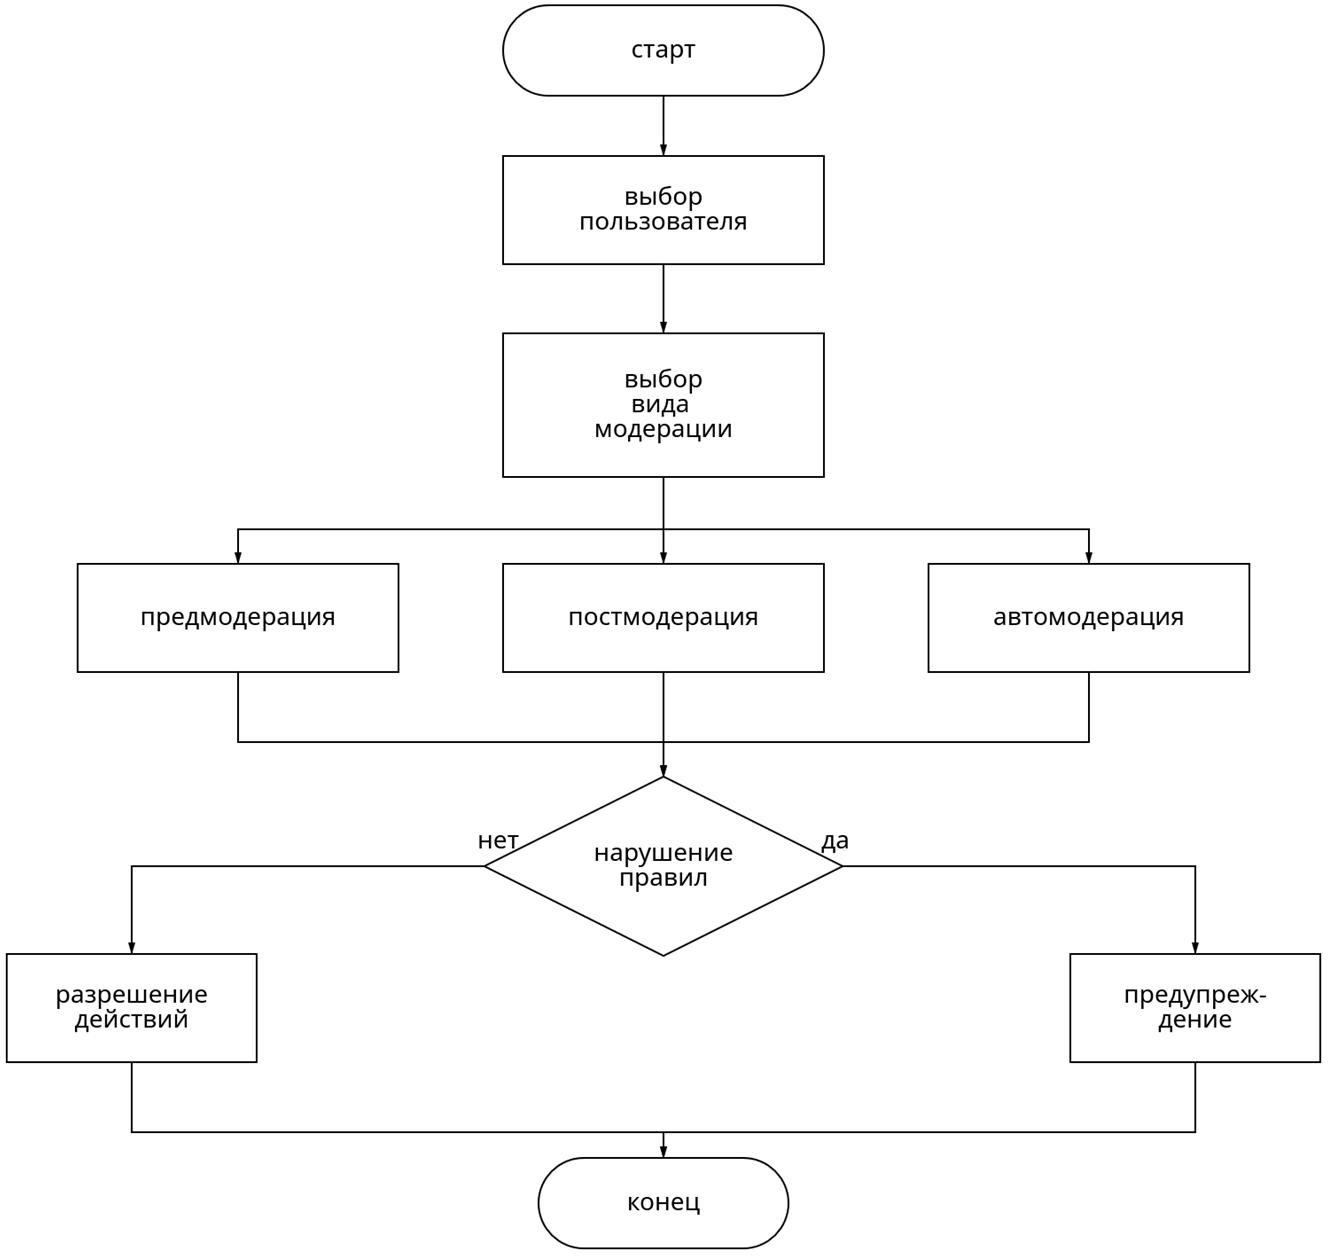 старт
выбор
пользователя
выбор
вида
модерации
предмодерация
постмодерация
автомодерация
нет
да
нарушение
правил
разрешение
действий
предупреж-
дение
конец